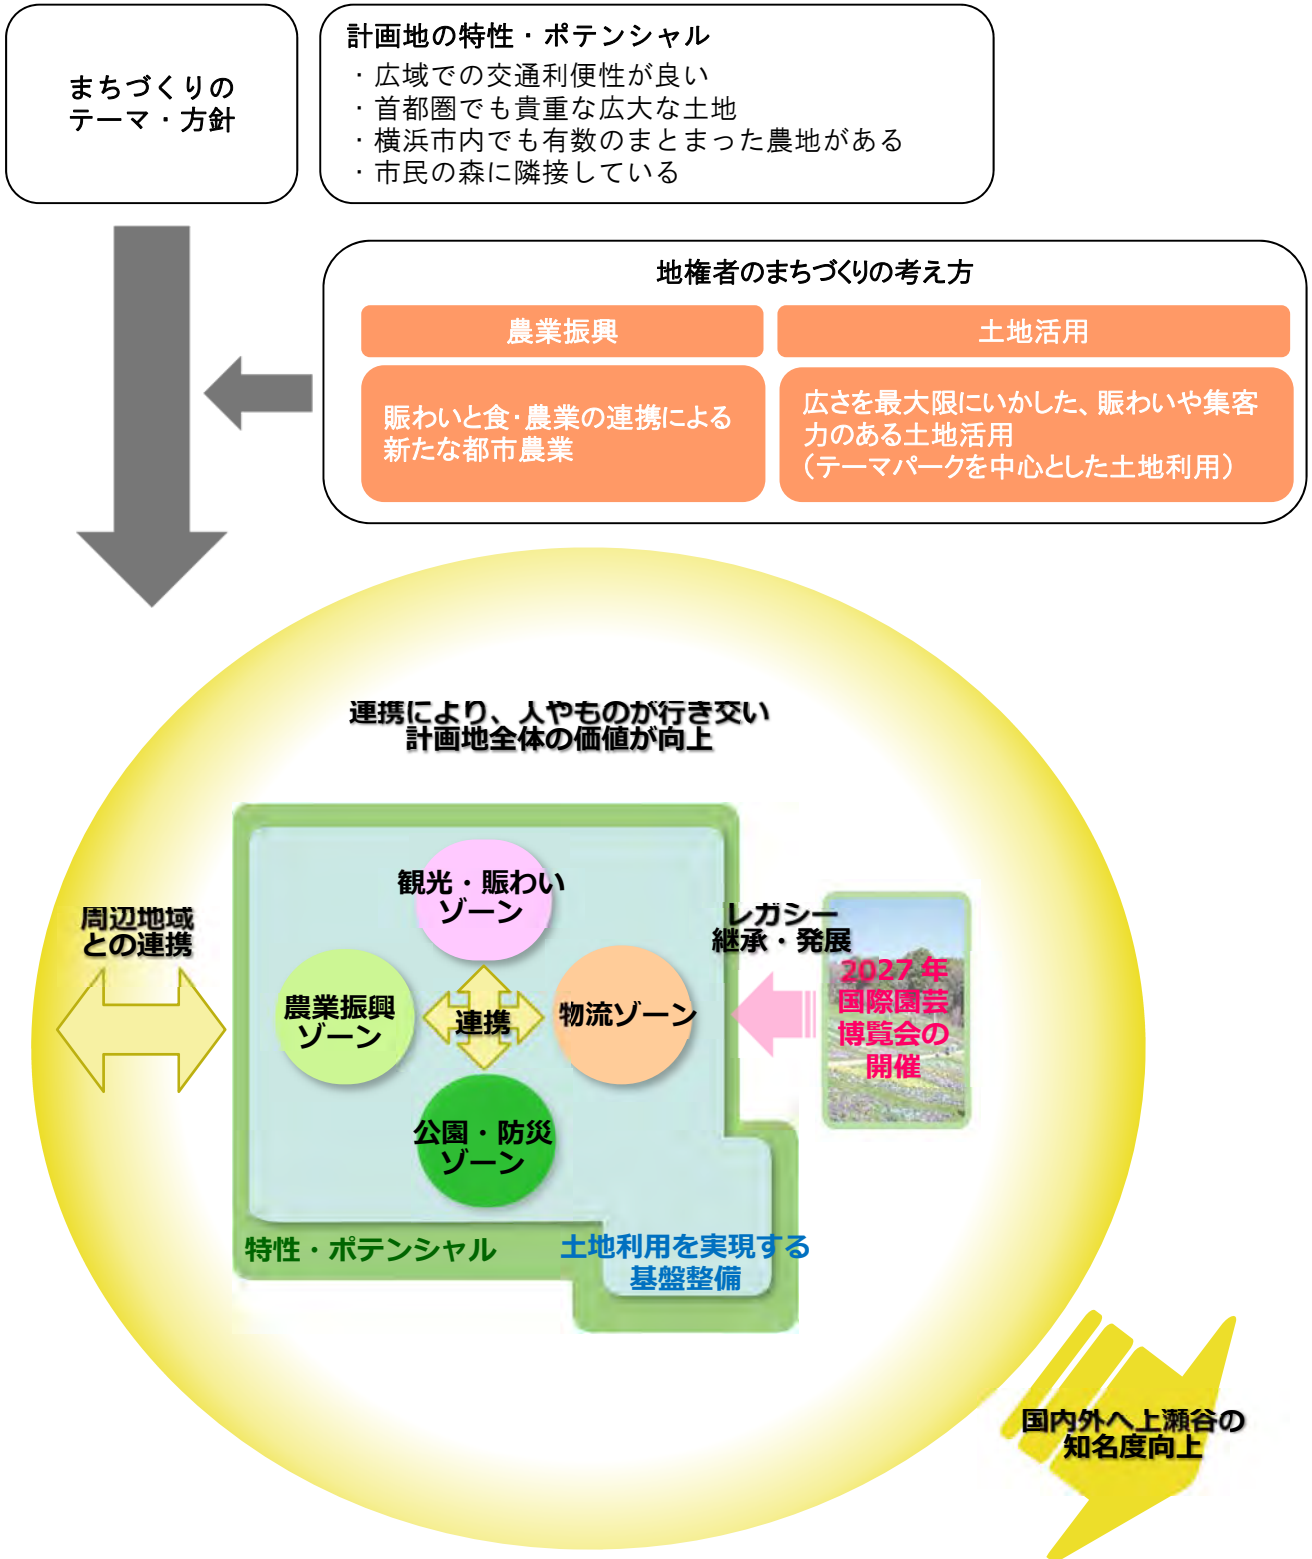 まちづくりの
テーマ・方針
計画地の特性・ポテンシャル
・広域での交通利便性が良い
・首都圏でも貴重な広大な土地
・横浜市内でも有数のまとまった農地がある
・市民の森に隣接している
地権者のまちづくりの考え方
農業振興
土地活用
賑わいと食・農業の連携による
新たな都市農業
広さを最大限にいかした、賑わいや集客
力のある土地活用
（テーマパークを中心とした土地利用）
連携により、人やものが行き交い
計画地全体の価値が向上
観光・賑わい
ゾーン
周辺地域
との連携
農業振興
ゾーン
連携
物流ゾーン
レガシー
継承・発展
2027 年
国際園芸
博覧会の
開催
公園・防災
ゾーン
特性・ポテンシャル
土地利用を実現する
基盤整備
国内外へ上瀬谷の
知名度向上